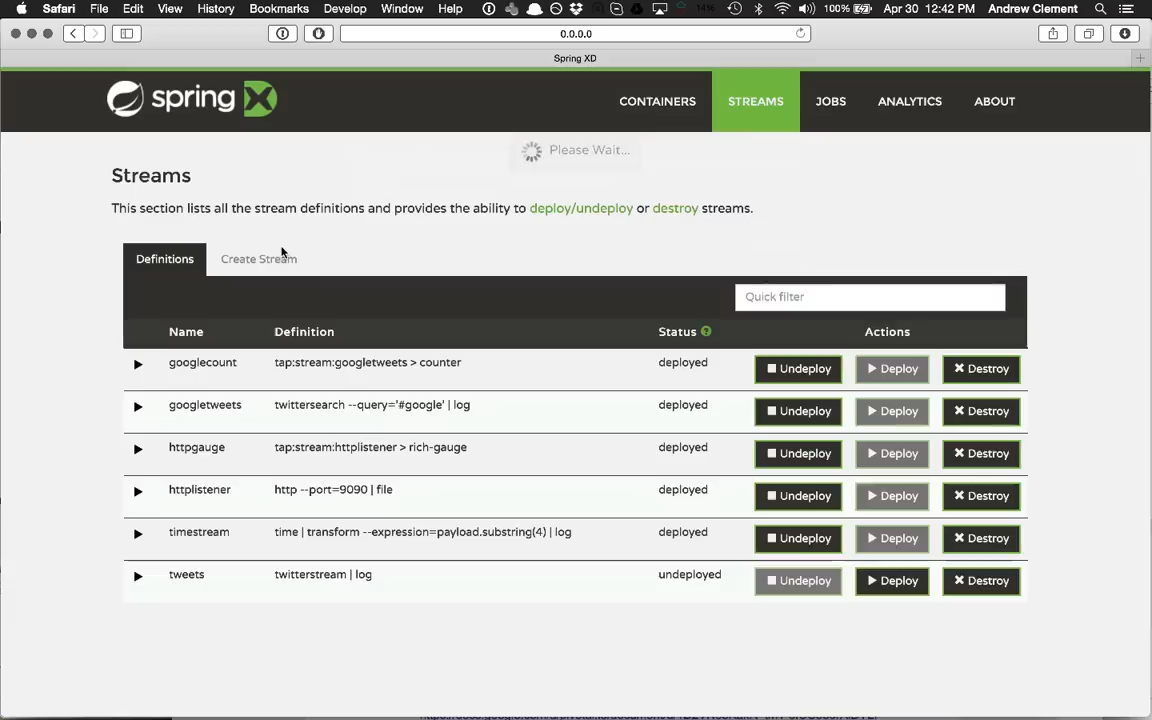 Safari File Edit View History Bookmarks Develop Window Help 14% 100% Apr 30 12:42 PM Andrew Clement
0.0.0.0
Spring XD
spring X CONTAINERS STREAMS JOBS ANALYTICS ABOUT
Please Wait...
Streams
This section lists all the stream definitions and provides the ability to deploy/undeploy or destroy streams.
Definitions Create Stream
Quick filter
Name Definition Status Actions
googlecount tap:stream:googletweets > counter deployed Undeploy Deploy Destroy
googletweets twittersearch --query='#google' | log deployed Undeploy Deploy Destroy
httpgauge tap:stream:httplistener > rich-gauge deployed Undeploy Deploy Destroy
httplistener http --port=9090 | file deployed Undeploy Deploy Destroy
timestream time | transform --expression=payload.substring(4) | log deployed Undeploy Deploy Destroy
tweets twitterstream | log undeployed Undeploy Deploy Destroy